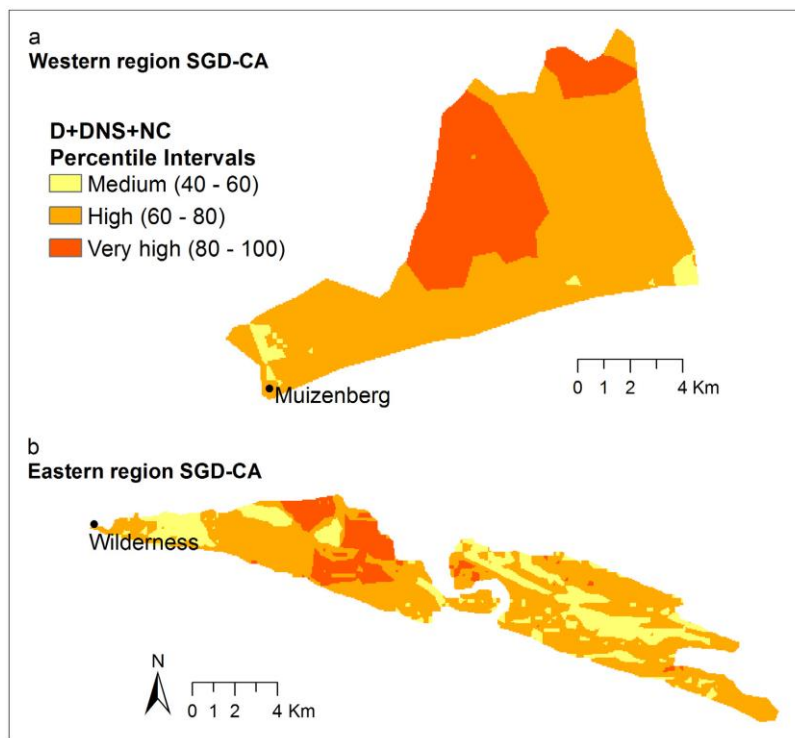 a
Western region SGD-CA
D+DNS+NC
Percentile Intervals
Medium (40 - 60)
High (60 - 80)
Very high (80 - 100)
0 1 2 4 Km
Muizenberg
b
Eastern region SGD-CA
Wilderness
N
0 1 2 4 Km